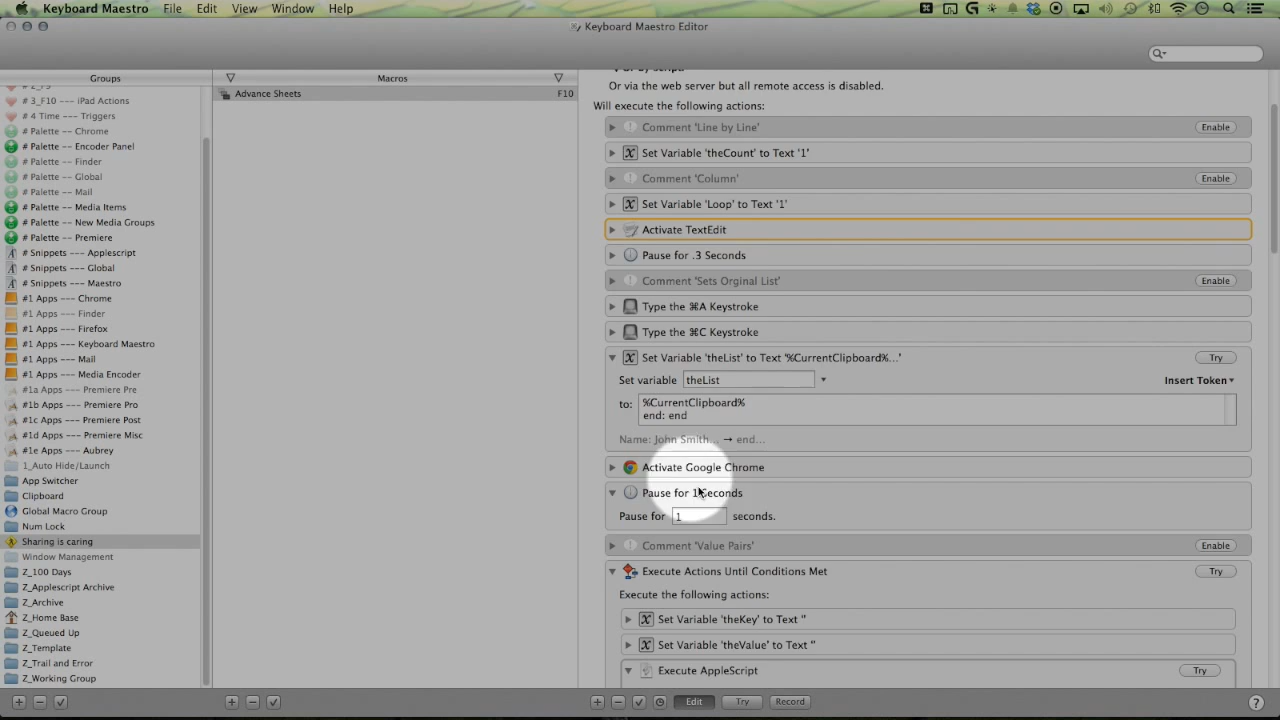 Keyboard Maestro File Edit View Window Help
Keyboard Maestro Editor
Groups
# 3_F10 --- iPad Actions
# 4 Time --- Triggers
# Palette -- Chrome
# Palette -- Encoder Panel
# Palette -- Finder
# Palette -- Global
# Palette -- Mail
# Palette -- Media Items
# Palette -- New Media Groups
# Palette -- Premiere
# Snippets --- Applescript
# Snippets --- Global
# Snippets --- Maestro
#1 Apps --- Chrome
#1 Apps --- Finder
#1 Apps --- Firefox
#1 Apps --- Keyboard Maestro
#1 Apps --- Mail
#1 Apps --- Media Encoder
#1a Apps --- Premiere Pre
#1b Apps --- Premiere Pro
#1c Apps --- Premiere Post
#1d Apps --- Premiere Misc
#1e Apps --- Aubrey
1_Auto Hide/Launch
App Switcher
Clipboard
Global Macro Group
Num Lock
Sharing is caring
Window Management
Z_100 Days
Z_Applescript Archive
Z_Archive
Z_Home Base
Z_Queued Up
Z_Template
Z_Trail and Error
Z_Working Group
Macros
Advance Sheets F10
Or via the web server but all remote access is disabled.
Will execute the following actions:
Comment 'Line by Line' Enable
Set Variable 'theCount' to Text '1'
Comment 'Column' Enable
Set Variable 'Loop' to Text '1'
Activate TextEdit
Pause for .3 Seconds
Comment 'Sets Orginal List' Enable
Type the ⌘A Keystroke
Type the ⌘C Keystroke
Set Variable 'theList' to Text '%CurrentClipboard%...' Try
Set variable theList Insert Token
to: %CurrentClipboard%
end: end
Name: John Smith... → end...
Activate Google Chrome
Pause for 1 Seconds
Pause for 1 seconds.
Comment 'Value Pairs' Enable
Execute Actions Until Conditions Met Try
Execute the following actions:
Set Variable 'theKey' to Text ''
Set Variable 'theValue' to Text ''
Execute AppleScript Try
Edit Try Record ?